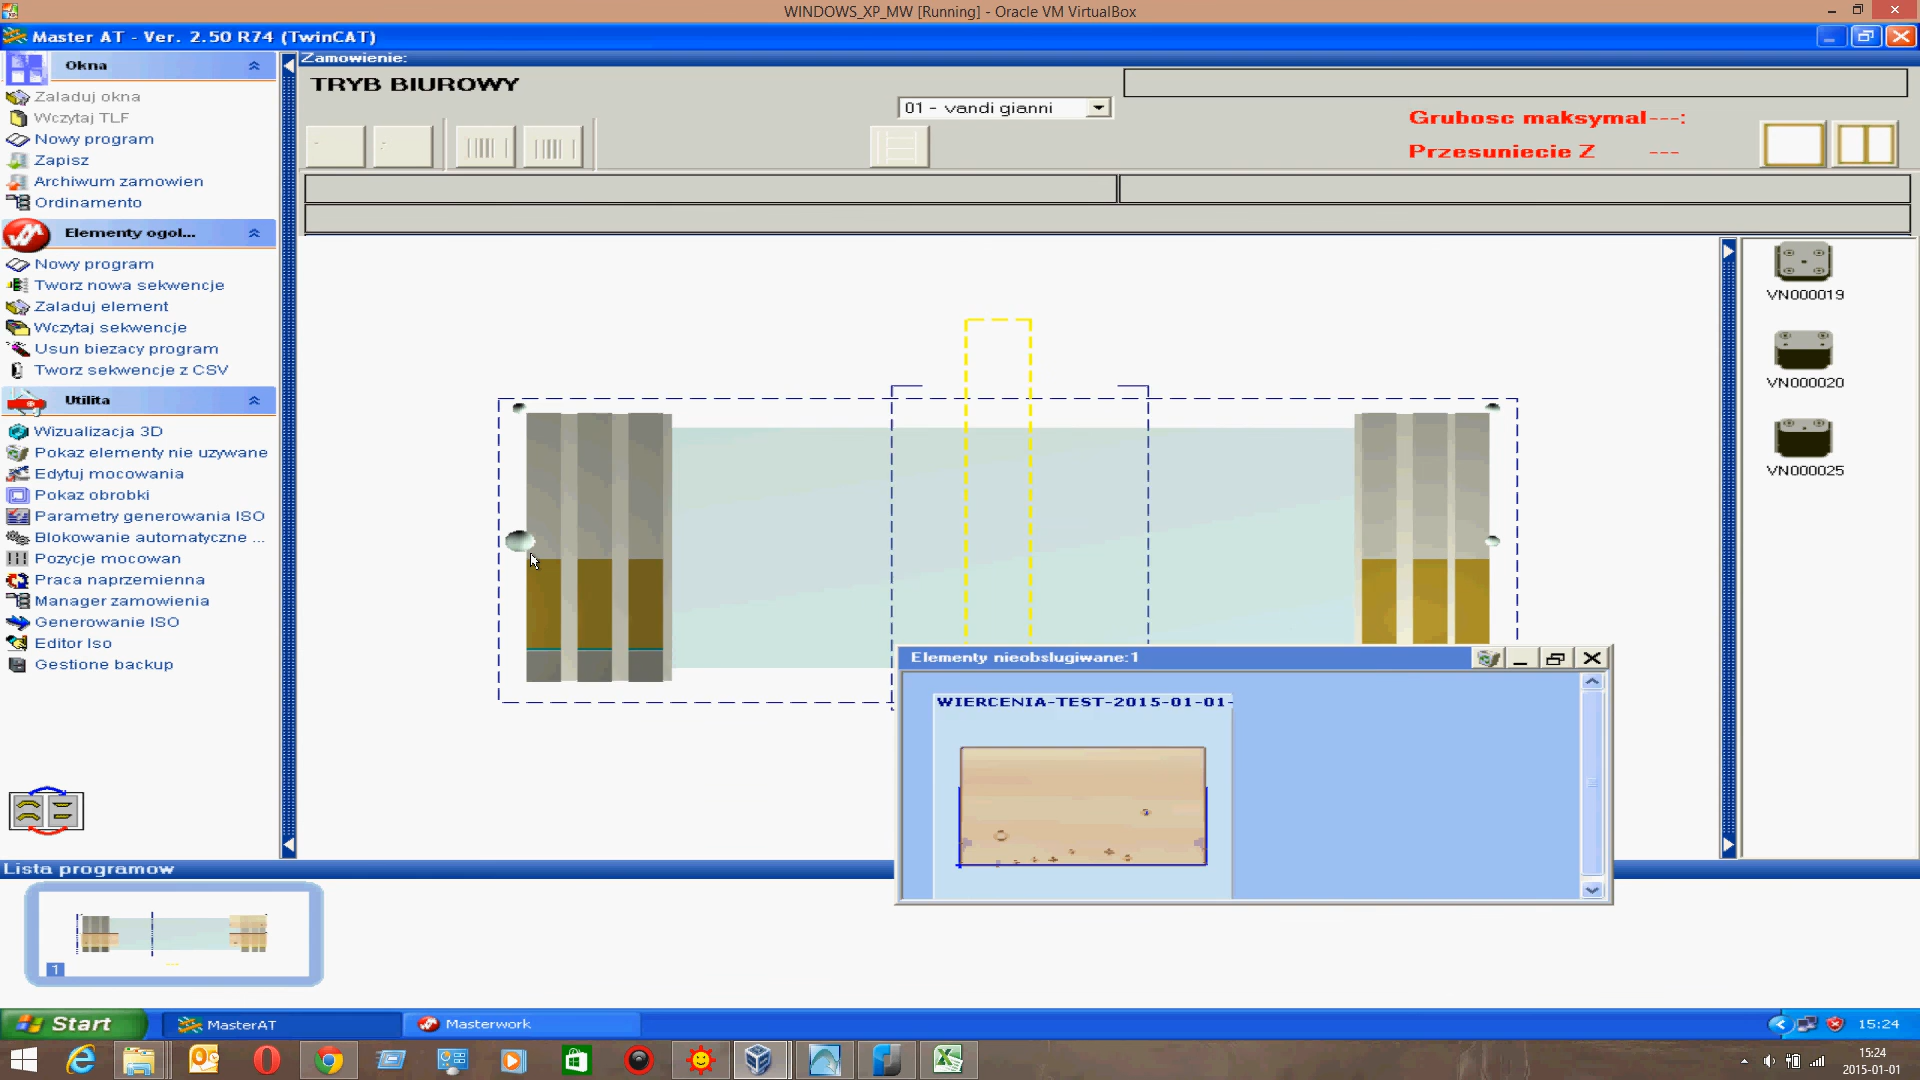 WINDOWS_XP_MW [Running] - Oracle VM VirtualBox
Master AT - Ver. 2.50 R74 (TwinCAT)
Okna
Zaladuj okna
Wczytaj TLF
Nowy program
Zapisz
Archiwum zamowien
Ordinamento
Elementy ogol...
Nowy program
Tworz nowa sekwencje
Zaladuj element
Wczytaj sekwencje
Usun biezacy program
Tworz sekwencje z CSV
Utilita
Wizualizacja 3D
Pokaz elementy nie uzywane
Edytuj mocowania
Pokaz obrobki
Parametry generowania ISO
Blokowanie automatyczne ...
Pozycje mocowan
Praca naprzemienna
Manager zamowienia
Generowanie ISO
Editor Iso
Gestione backup
Zamowienie:
TRYB BIUROWY
01 - vandi gianni
Grubosc maksymal---:
Przesuniecie Z ---
VN000019
VN000020
VN000025
Elementy nieobslugiwane:1
WIERCENIA-TEST-2015-01-01-
Lista programow
1
Start
MasterAT
Masterwork
15:24
15:24
2015-01-01